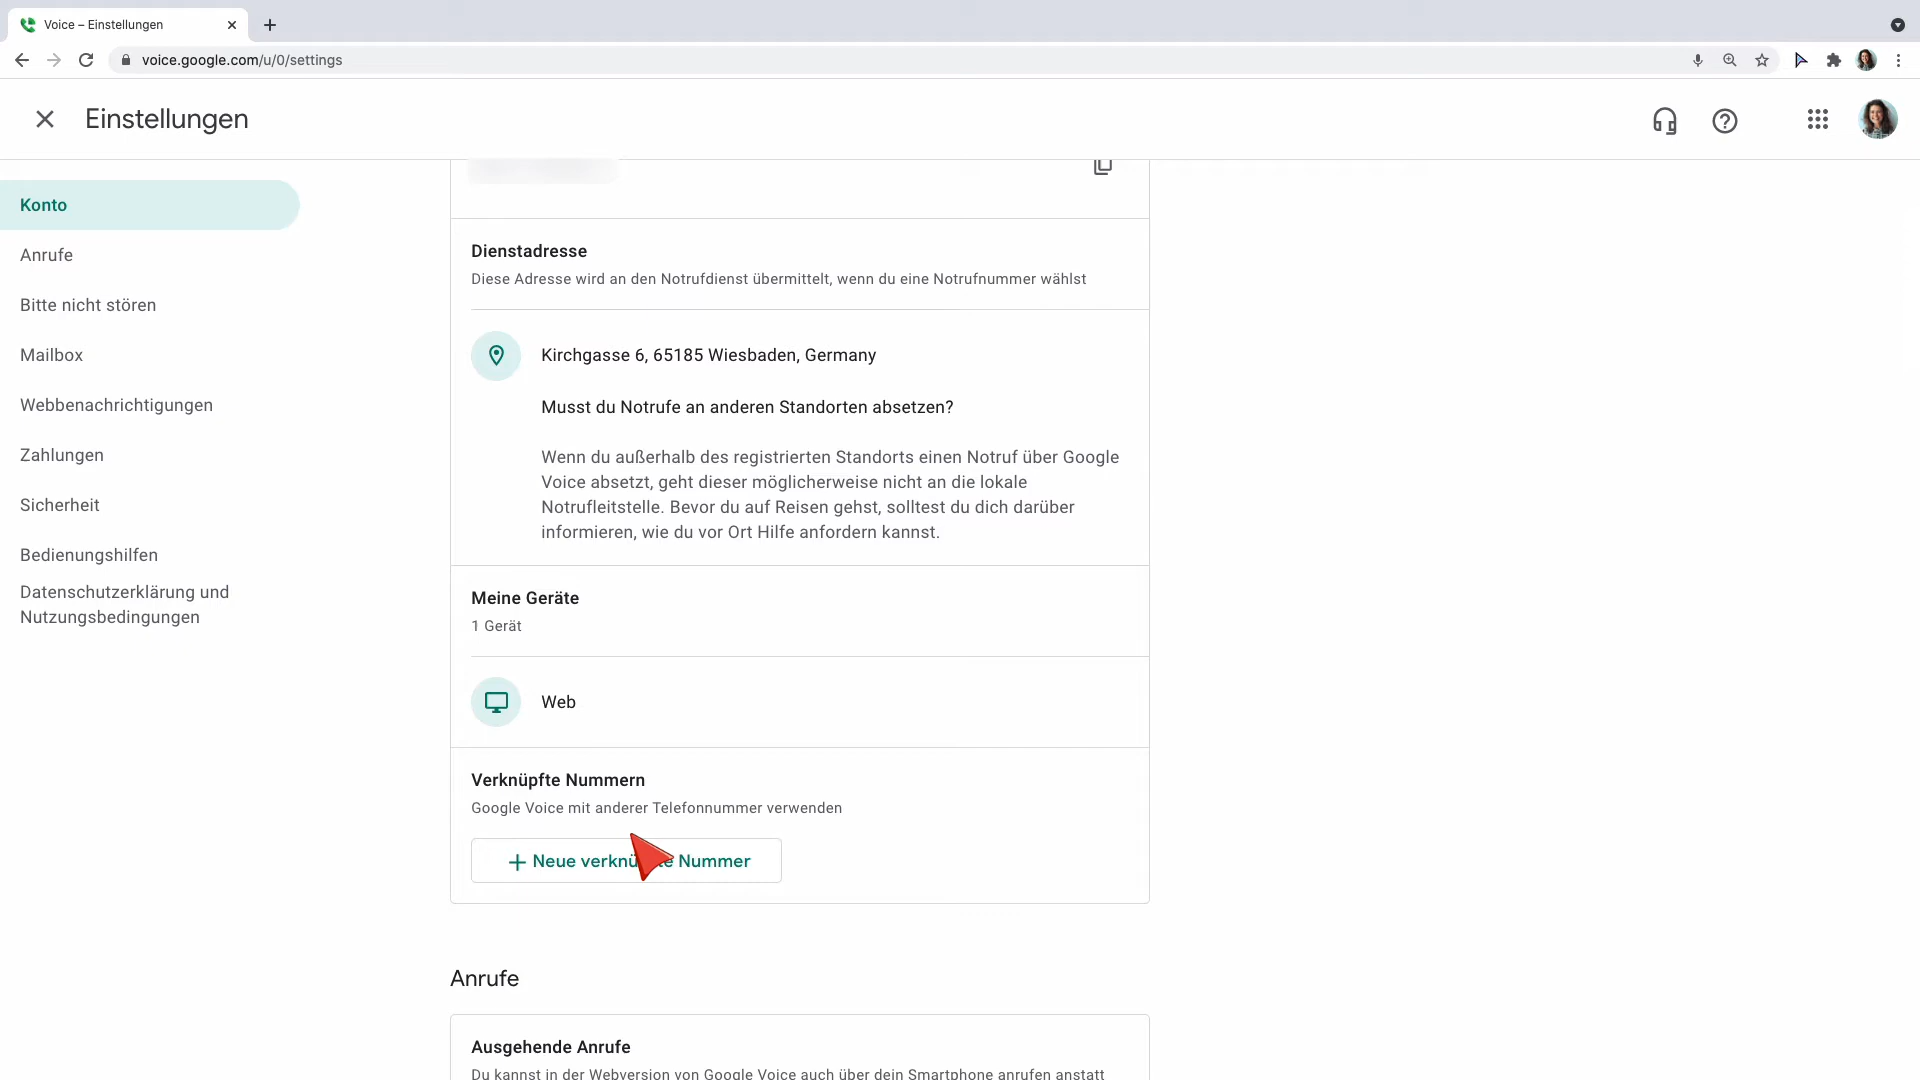 Voice – Einstellungen
voice.google.com/u/0/settings
Einstellungen
Konto
Anrufe
Bitte nicht stören
Mailbox
Webbenachrichtigungen
Zahlungen
Sicherheit
Bedienungshilfen
Datenschutzerklärung und
Nutzungsbedingungen
Dienstadresse
Diese Adresse wird an den Notrufdienst übermittelt, wenn du eine Notrufnummer wählst
Kirchgasse 6, 65185 Wiesbaden, Germany
Musst du Notrufe an anderen Standorten absetzen?
Wenn du außerhalb des registrierten Standorts einen Notruf über Google
Voice absetzt, geht dieser möglicherweise nicht an die lokale
Notrufleitstelle. Bevor du auf Reisen gehst, solltest du dich darüber
informieren, wie du vor Ort Hilfe anfordern kannst.
Meine Geräte
1 Gerät
Web
Verknüpfte Nummern
Google Voice mit anderer Telefonnummer verwenden
+ Neue verknüpfte Nummer
Anrufe
Ausgehende Anrufe
Du kannst in der Webversion von Google Voice auch über dein Smartphone anrufen anstatt